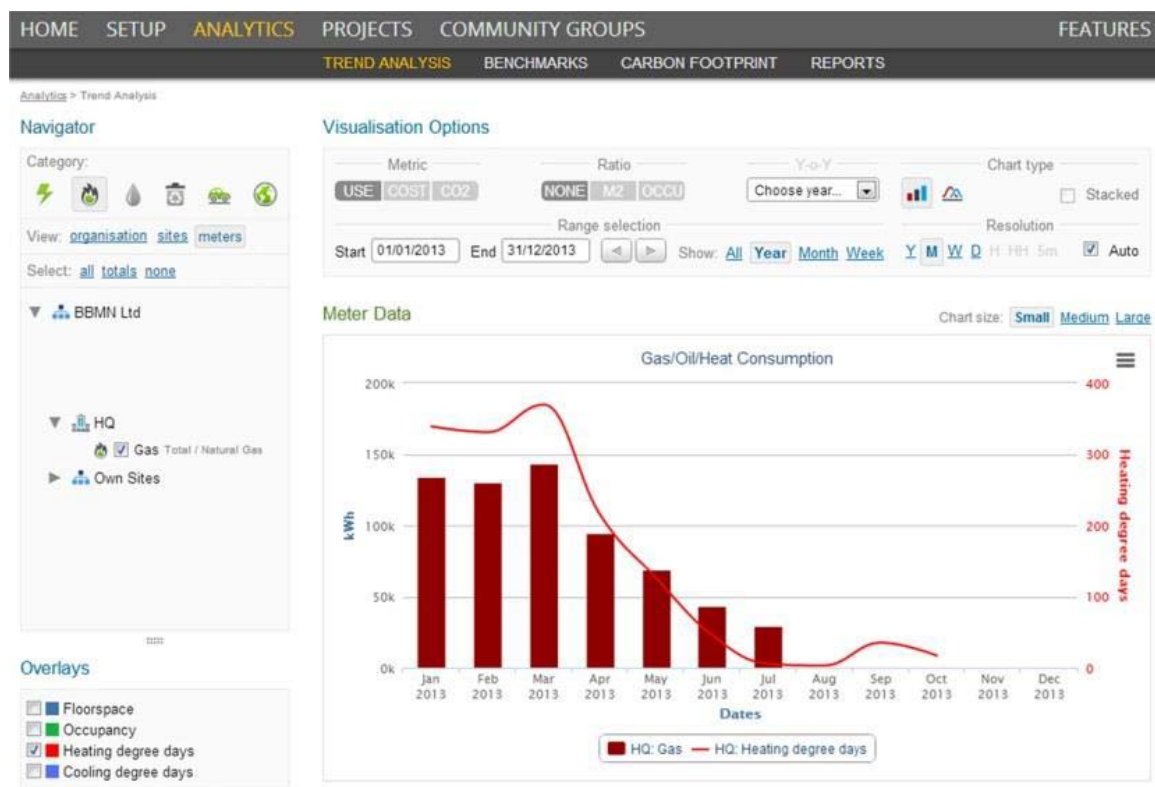 HOME SETUP ANALYTICS PROJECTS COMMUNITY GROUPS FEATURES
TREND ANALYSIS BENCHMARKS CARBON FOOTPRINT REPORTS
Analytics > Trend Analysis
Navigator
Category:
View: organisation sites meters
Select: all totals none
BBMN Ltd
HQ
Gas Total / Natural Gas
Own Sites
Overlays
Floorspace
Occupancy
Heating degree days
Cooling degree days
Visualisation Options
Metric Ratio Y-o-Y Chart type
USE COST CO2 NONE M2 OCCU Choose year... Stacked
Range selection Resolution
Start 01/01/2013 End 31/12/2013 Show: All Year Month Week Y M W D H HH 5m Auto
Meter Data Chart size: Small Medium Large
Gas/Oil/Heat Consumption
200k 400
150k 300
100k 200
50k 100
0k 0
kWh
Heating degree days
Jan Feb Mar Apr May Jun Jul Aug Sep Oct Nov Dec
2013 2013 2013 2013 2013 2013 2013 2013 2013 2013 2013 2013
Dates
HQ: Gas HQ: Heating degree days